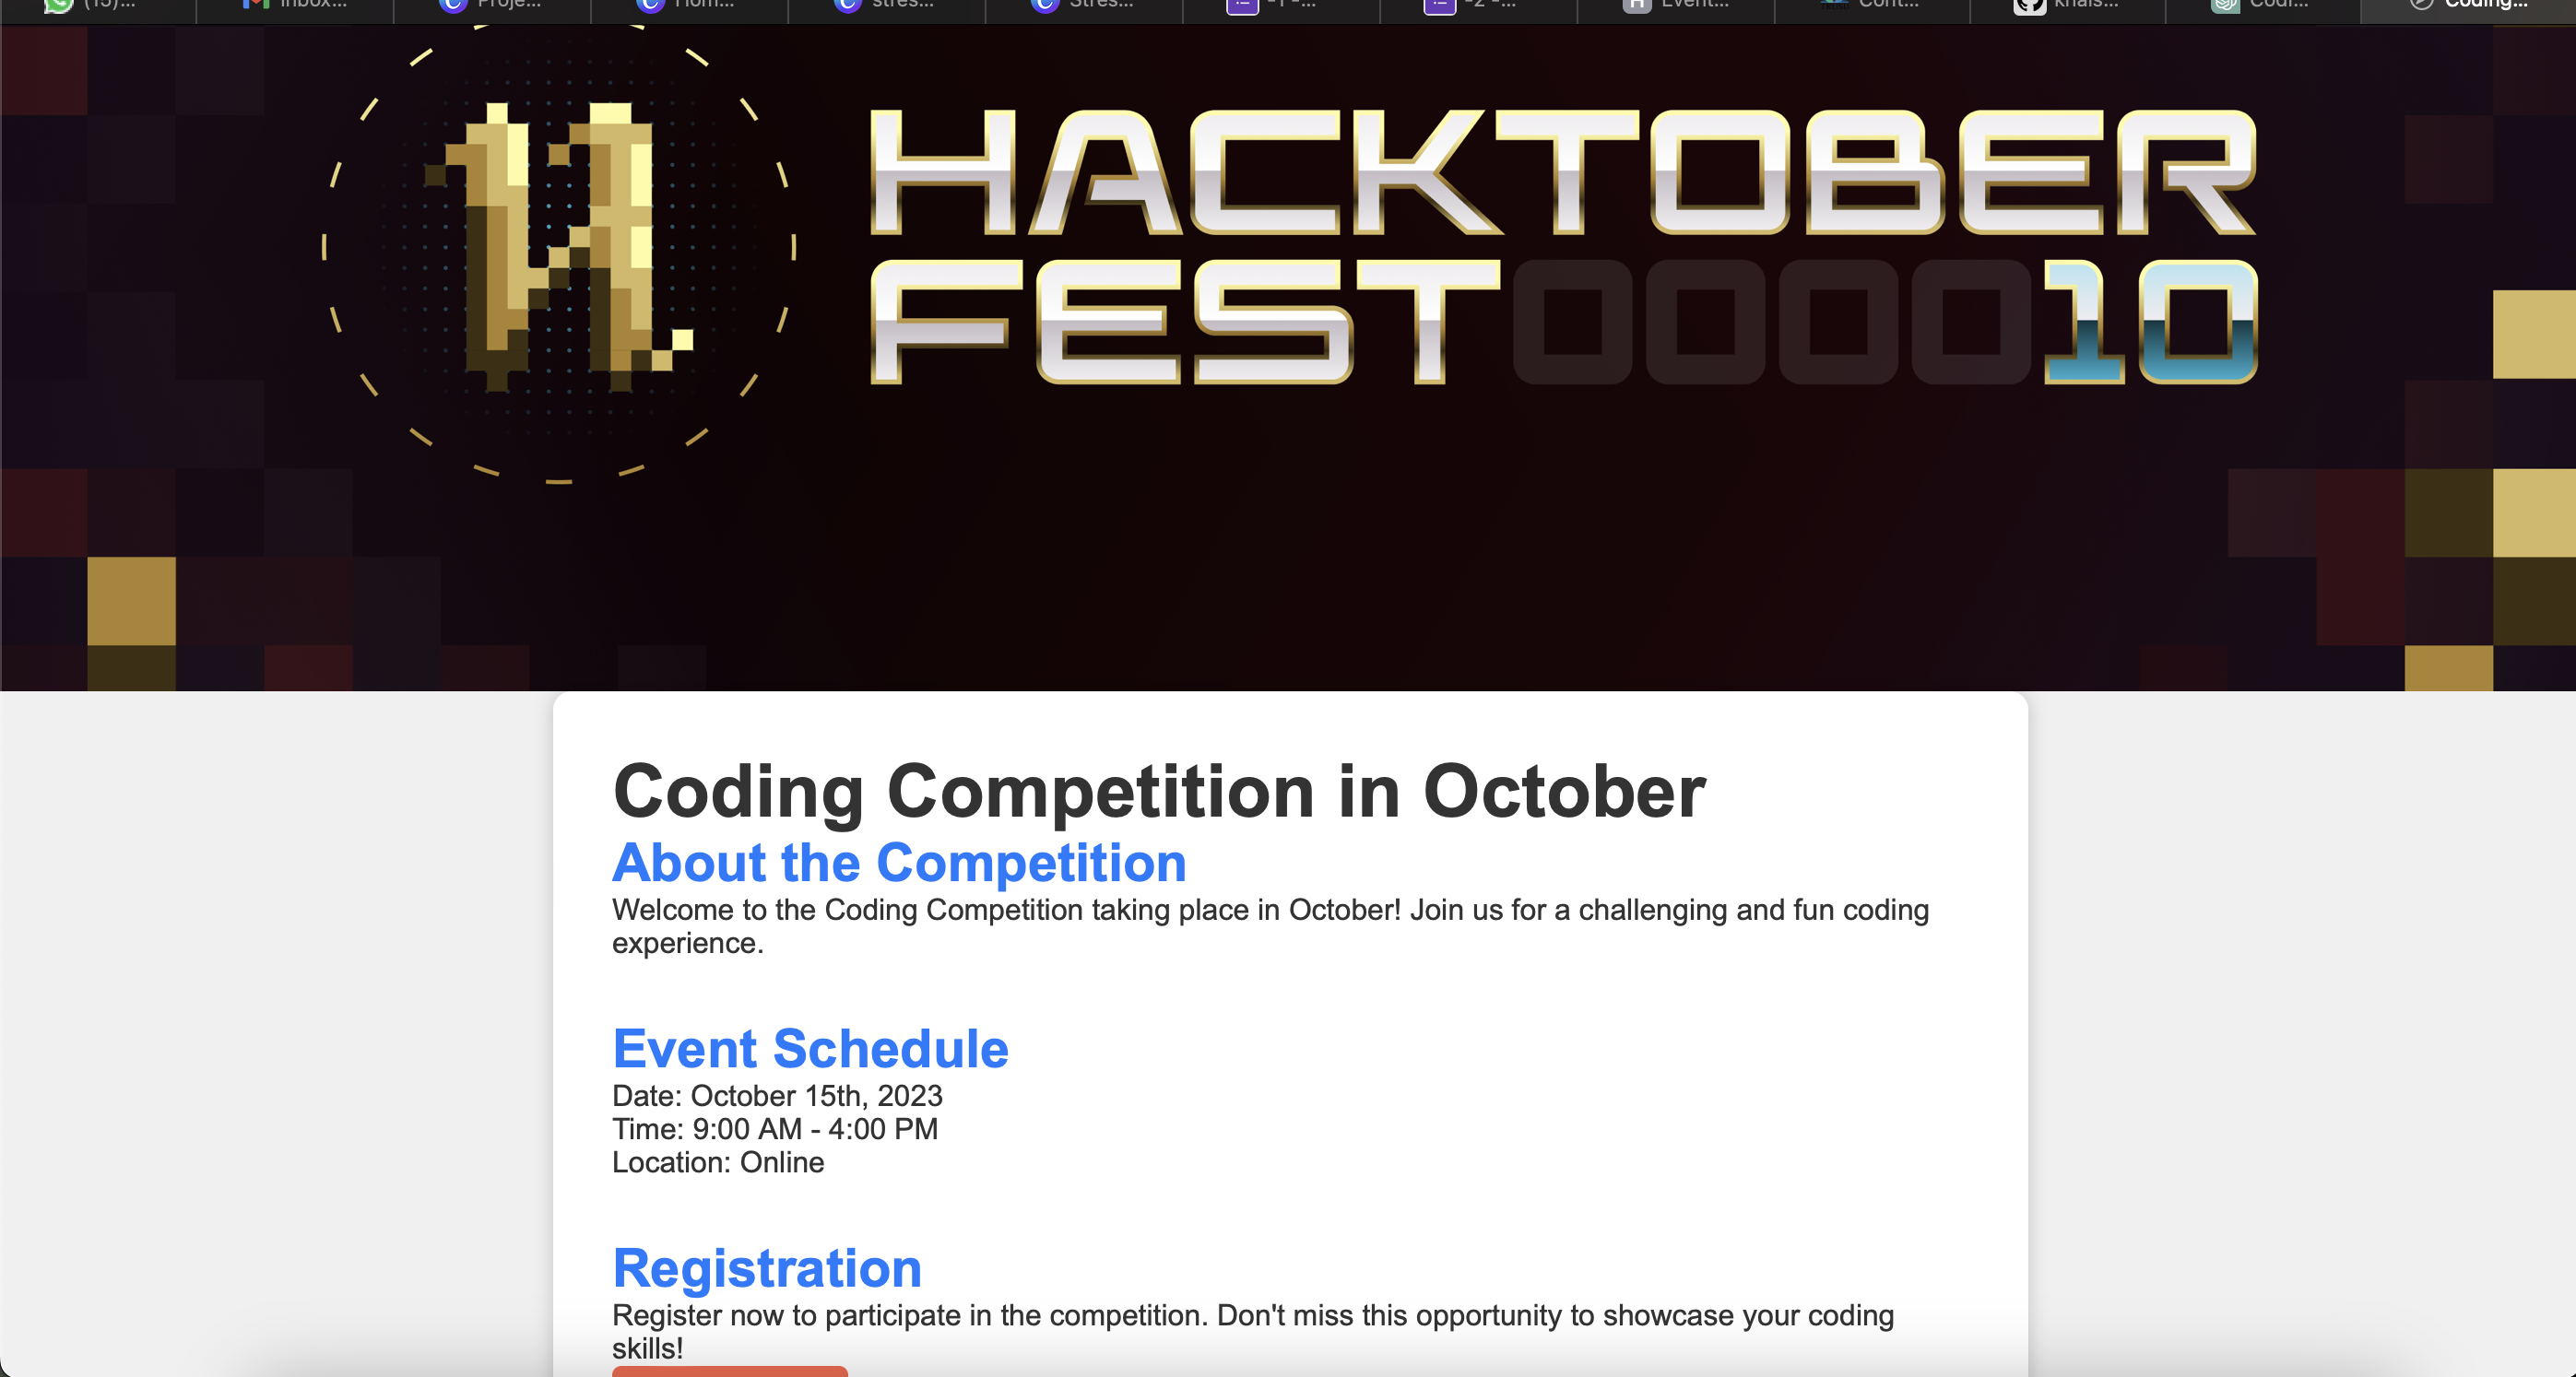 HACKTOBER
FEST000010
Coding Competition in October
About the Competition
Welcome to the Coding Competition taking place in October! Join us for a challenging and fun coding
experience.
Event Schedule
Date: October 15th, 2023
Time: 9:00 AM - 4:00 PM
Location: Online
Registration
Register now to participate in the competition. Don't miss this opportunity to showcase your coding
skills!